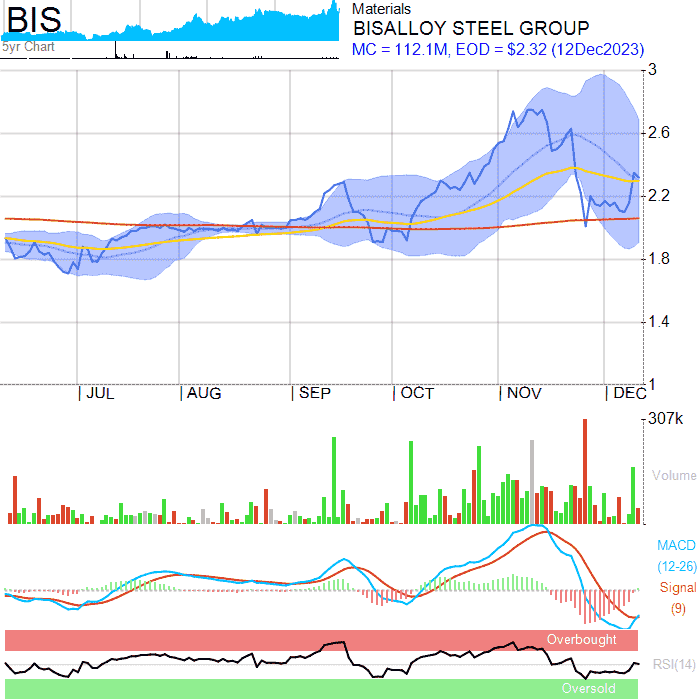 BIS
5yr Chart
Materials
BISALLOY STEEL GROUP
MC = 112.1M, EOD = $2.32 (12Dec2023)
3
2.6
2.2
1.8
1.4
1
JUL AUG SEP OCT NOV DEC
307k
Volume
MACD
(12-26)
Signal
(9)
Overbought
RSI(14)
Oversold